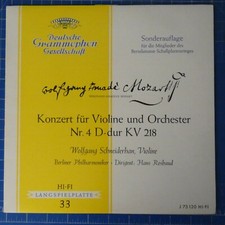 Deutsche
Grammophon
Gesellschaft
Sonderauflage
für die Mitglieder des
Wolfgang Amadè Mozart
Konzert für Violine und Orchester
Nr. 4 D-dur KV 218
Wolfgang Schneiderhan, Violine
Berliner Philharmoniker · Dirigent: Hans Rosbaud
HI-FI
LANGSPIELPLATTE
33